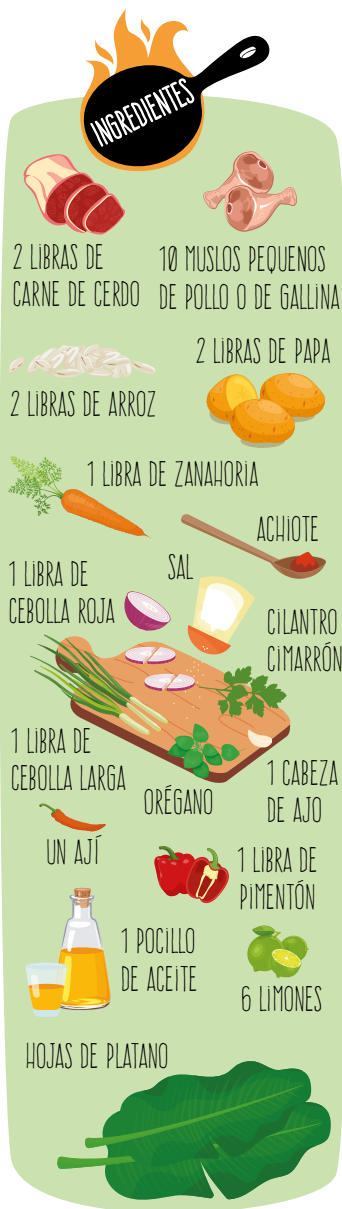 INGREDIENTES
2 LIBRAS DE
CARNE DE CERDO
10 MUSLOS PEQUENOS
DE POLLO O DE GALLINA
2 LIBRAS DE PAPA
2 LIBRAS DE ARROZ
1 LIBRA DE ZANAHORIA
ACHIOTE
SAL
1 LIBRA DE
CEBOLLA ROJA
CILANTRO
CIMARRÓN
1 LIBRA DE
CEBOLLA LARGA
ORÉGANO
1 CABEZA
DE AJO
UN AJÍ
1 LIBRA DE
PIMENTÓN
1 POCILLO
DE ACEITE
6 LIMONES
HOJAS DE PLATANO